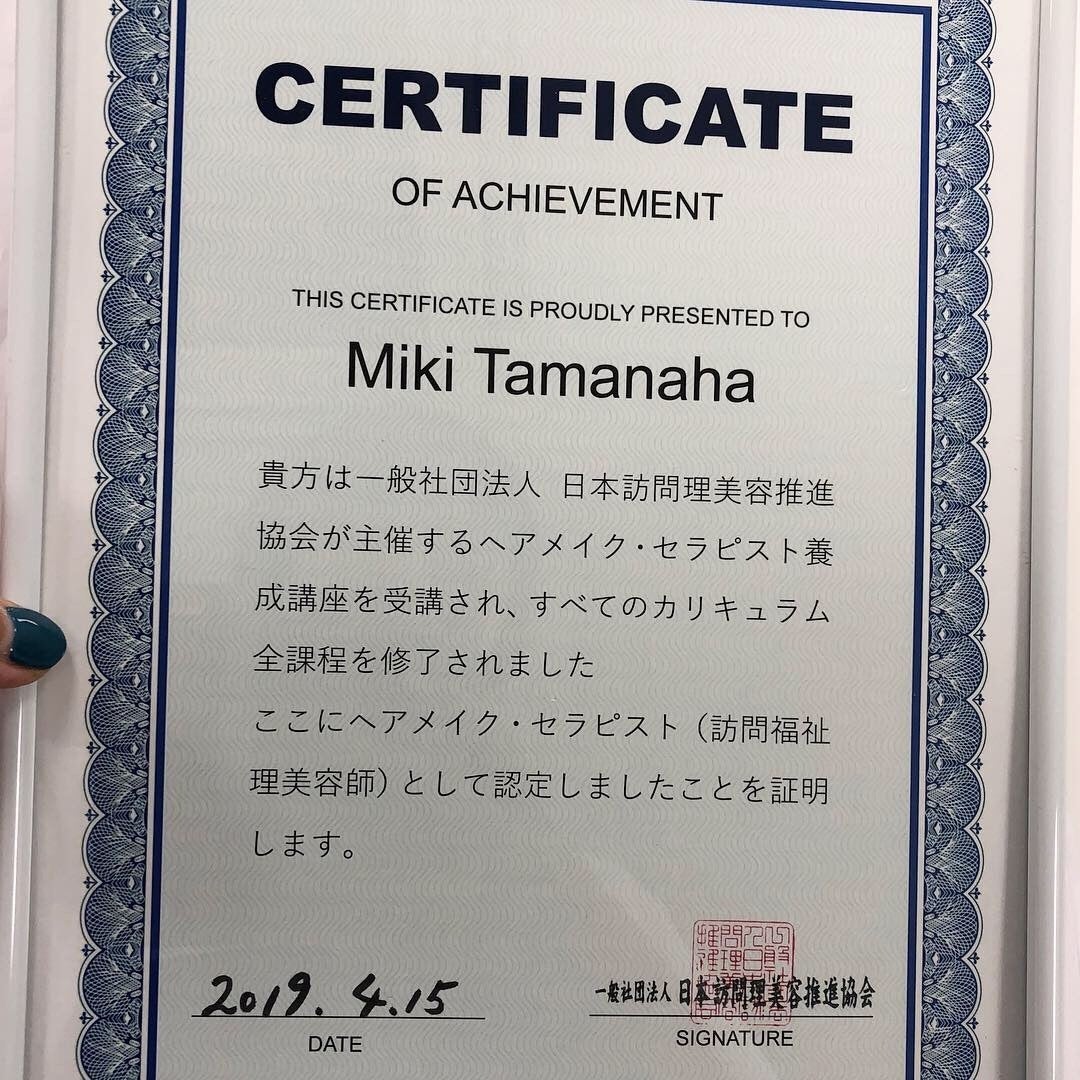 CERTIFICATE
OF ACHIEVEMENT
THIS CERTIFICATE IS PROUDLY PRESENTED TO
Miki Tamanaha
貴方は一般社団法人 日本訪問理美容推進
協会が主催するヘアメイク・セラピスト養
成講座を受講され、すべてのカリキュラム
全課程を修了されました
ここにヘアメイク・セラピスト（訪問福祉
理美容師）として認定しましたことを証明
します。
2019.4.15
一般社団法人 日本訪問理美容推進協会
DATE
SIGNATURE